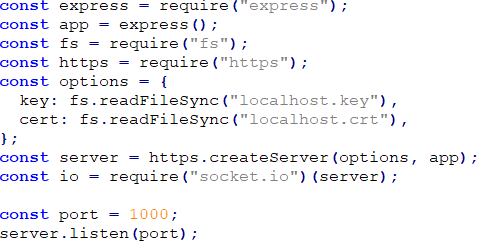 const express = require("express");
const app = express();
const fs = require("fs");
const https = require("https");
const options = {
  key: fs.readFileSync("localhost.key"),
  cert: fs.readFileSync("localhost.crt"),
};
const server = https.createServer(options, app);
const io = require("socket.io")(server);

const port = 1000;
server.listen(port);